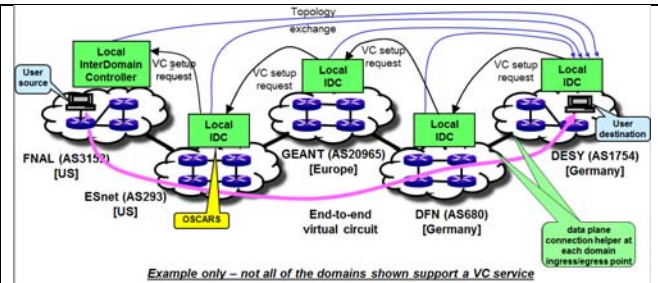 Topology
exchange
Local
InterDomain
Controller
User
source
VC setup
request
Local
IDC
VC setup
request
Local
IDC
VC setup
request
Local
IDC
VC setup
request
Local
IDC
User
destination
FNAL (AS3152)
[US]
ESnet (AS293)
[US]
GEANT (AS20965)
[Europe]
DFN (AS680)
[Germany]
DESY (AS1754)
[Germany]
OSCARS
End-to-end
virtual circuit
data plane
connection helper at
each domain
ingress/egress point
Example only – not all of the domains shown support a VC service